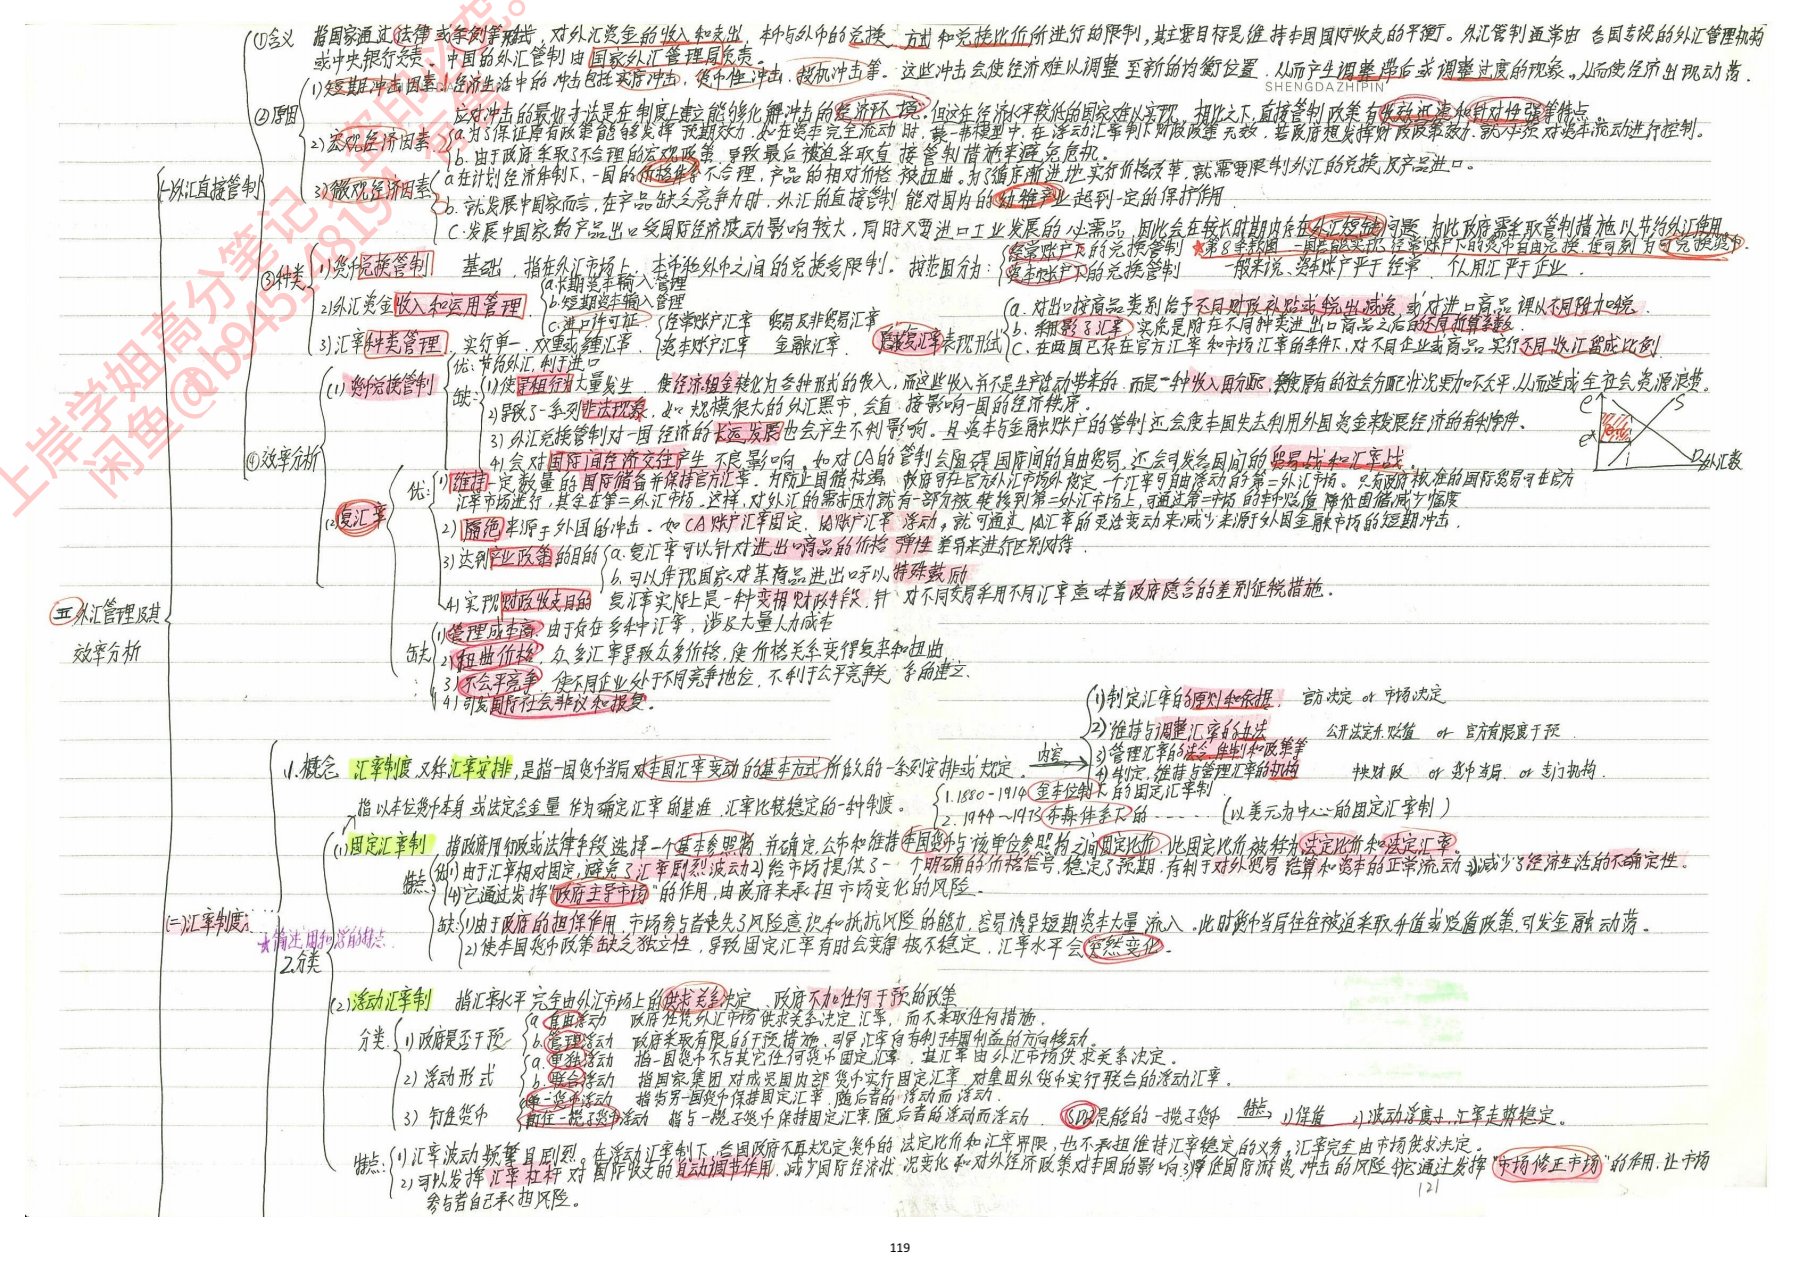 五 外汇管理及其
效率分析
(一)外汇直接管制
①含义 指国家通过法律或条例等形式,对外汇资金的收入和支出,本币与外币的兑换方式和兑换比价所进行的限制,其主要目标是维持本国国际收支的平衡。外汇管制通常由各国专设的外汇管理机构
或中央银行负责。中国的外汇管制由国家外汇管理局负责。
SHENGDAZHIPIN
②原因
1)短期冲击因素:经济生活中的冲击包括实际冲击、货币性冲击、投机冲击等。这些冲击会使经济难以调整至新的均衡位置,从而产生调整滞后或调整过度的现象。从而使经济出现动荡。
应对冲击的最好方法是在制度上建立能够化解冲击的经济环境。但这在经济水平较低的国家难以实现,相比之下,直接管制政策有收效迅速和针对性强等特点。
2)宏观经济因素
a.为了保证原有政策能够发挥预期效力,如在资本完全流动时,蒙-弗模型中,在浮动汇率制下财政政策无效,若政府想发挥财政政策效力,就必须对资本流动进行控制。
b.由于政府采取了不合理的宏观政策,导致最后被迫采取直接管制措施来避免危机。
3)微观经济因素
a.在计划经济体制下,一国的价格体系不合理,产品的相对价格被扭曲。为了循序渐进地实行价格改革,就需要限制外汇的兑换及产品进口。
b.就发展中国家而言,在产品缺乏竞争力时,外汇的直接管制能对国内的幼稚产业起到一定的保护作用
C.发展中国家的产品出口受国际经济波动影响较大,同时又要进口工业发展的必需品,因此会在较长时期内存在外汇短缺问题,为此政府需采取管制措施以节约外汇使用
③种类
1)货币兑换管制 基础,指在外汇市场上,本币和外币之间的兑换受限制。按范围分为:
经常账户下的兑换管制 ★第8条款国:一国若能实现经常账户下的货币自由兑换,便可列为可兑换货币.
资本账户下的兑换管制 一般来说,资本账户严于经常,个人用汇严于企业.
2)外汇资金收入和运用管理
a.长期资本输入管理
b.短期资本输入管理
c.进口许可证.
3)汇率种类管理,实行单一、双重或多重汇率.
经常账户汇率 贸易及非贸易汇率
资本账户汇率 金融汇率.
复汇率表现形式
a.对出口按商品类别给予不同财政补贴或税出减免,或对进口商品课以不同附加税.
b.采用影子汇率 实质是附在不同种类进出口商品之后的不同折算系数.
C.在两国已存在官方汇率和市场汇率的条件下,对不同企业或商品实行不同收汇留成比例
④效率分析
(1)货币兑换管制
优:节约外汇,利于进口
缺:
1)使寻租行为大量发生 使经济租金转化为各种形式的收入,而这些收入并不是生产活动带来的,而是一种收入再分配,致使原有的社会分配状况更加不公平,从而造成全社会资源浪费。
2)导致了一系列非法现象,如规模很大的外汇黑市,会直接影响一国的经济秩序。
3)外汇兑换管制对一国经济的长远发展也会产生不利影响。且资本与金融账户的管制还会使本国失去利用外国资金来发展经济的有利条件。
4)会对国际间经济交往产生不良影响。如对CA的管制会阻碍国际间的自由贸易,还会引发各国间的贸易战和汇率战。
e S
e* D 外汇数
(2)复汇率
优:
1)维持一定数量的国际储备并保持官方汇率。为防止国储枯竭,政府可在官方外汇市场外稳定一个汇率可自由浮动的第二外汇市场。只有政府核准的国际贸易可在官方
汇率市场进行,其余在第二外汇市场。这样,对外汇的需求压力就有一部分被转移到第二外汇市场上,可通过第二市场的本币贬值降低国储减少幅度
2)隔绝来源于外国的冲击。如CA账户汇率固定,KA账户汇率浮动,就可通过KA汇率的灵活变动来减少来源于外国金融市场的短期冲击.
3)达到产业政策的目的
a.复汇率可以针对进出口商品的价格弹性差异来进行区别对待.
b.可以体现国家对某商品进出口予以特殊鼓励
4)实现财政收支目的 复汇率实际上是一种变相财政手段,针对不同交易采用不同汇率意味着政府隐含的差别征税措施。
缺
1)管理成本高.由于存在多种汇率,涉及大量人力成本
2)扭曲价格.众多汇率导致众多价格,使价格关系变得复杂和扭曲
3)不公平竞争.使不同企业处于不同竞争地位,不利于公平竞争关系的建立.
4)引发国际社会非议和报复。
(二)汇率制度:
1.概念 汇率制度,又称汇率安排,是指一国货币当局对本国汇率变动的基本方式所做的一系列安排或规定。
内容
(1)制定汇率的原则和依据. 官方决定 or 市场决定
(2)维持与调整汇率的办法 公开法定升贬值 or 官方有限度干预.
3)管理汇率的法令、体制和政策等
4)制定、维持与管理汇率的机构 中央财政 or 货币当局 or 专门机构.
★简述固和浮的特点
2.分类
指以本位货币本身或法定含金量作为确定汇率的基准,汇率比较稳定的一种制度。
1.1880-1914 金本位制下的固定汇率制
2.1944~1973布森体系下的……(以美元为中心的固定汇率制)
(1)固定汇率制 指政府用行政或法律手段选择一个基本参照物,并确定、公布和维持本国货币与该单位参照物之间固定比价.此固定比价被称为法定比价和法定汇率。
特点
优:1)由于汇率相对固定,避免了汇率剧烈波动 2)给市场提供了一个明确的价格信号,稳定了预期,有利于对外贸易结算和资本的正常流动 3)减少了经济生活的不确定性。
(4)它通过发挥“政府主导市场”的作用,由政府来承担市场变化的风险。
缺:1)由于政府的担保作用,市场参与者丧失了风险意识和抵抗风险的能力,容易诱导短期资本大量流入。此时货币当局往往被迫采取升值或贬值政策,引发金融动荡。
(2)使本国货币政策缺乏独立性,导致固定汇率有时会变得极不稳定,汇率水平会突然变化.
(2)浮动汇率制 指汇率水平完全由外汇市场上的供求关系决定、政府不加任何干预的政策
分类
1)政府是否干预
a.自由浮动 政府任凭外汇市场供求关系决定汇率,而不采取任何措施.
b.管理浮动 政府采取有限的干预措施,引导汇率向有利于本国利益的方向移动.
2)浮动形式
a.单独浮动 指一国货币不与其它任何货币固定汇率,其汇率由外汇市场供求关系决定。
b.联合浮动 指国家集团对成员国内部货币实行固定汇率,对集团外货币实行联合的浮动汇率.
3)钉住货币
单一货币浮动 指与另一国货币保持固定汇率,随后者的浮动而浮动.
钉住一揽子货币浮动 指与一揽子货币保持固定汇率,随后者的浮动而浮动. SDR是船的一揽子货币 特点 1)保值 2)波动浮度小,汇率走势稳定。
特点:
1)汇率波动频繁且剧烈。在浮动汇率制下,各国政府不再规定货币的法定比价和汇率界限,也不承担维持汇率稳定的义务,汇率完全由市场供求决定。
2)可以发挥汇率杠杆对国际收支的自动调节作用,减少国际经济状况变化和对外经济政策对本国的影响 3)降低国际游资冲击的风险 4)它通过发挥“市场修正市场”的作用,让市场
参与者自己承担风险。
121
119
上岸学姐高分笔记,
闲鱼@b94514819